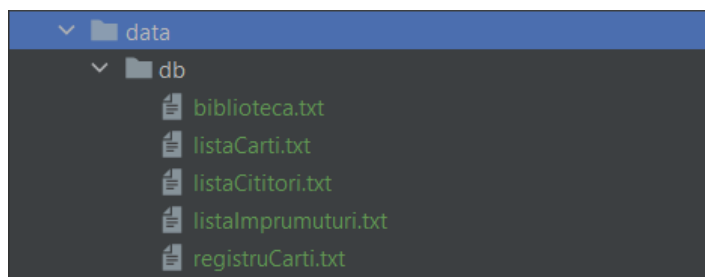 data
db
biblioteca.txt
listaCarti.txt
listaCititori.txt
listaImprumuturi.txt
registruCarti.txt